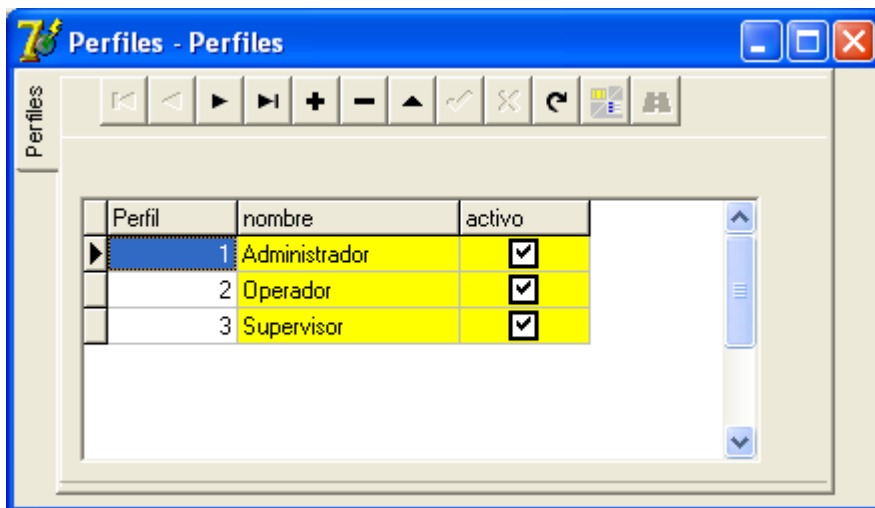 Perfiles - Perfiles
Perfiles
Perfil nombre activo
1 Administrador
2 Operador
3 Supervisor